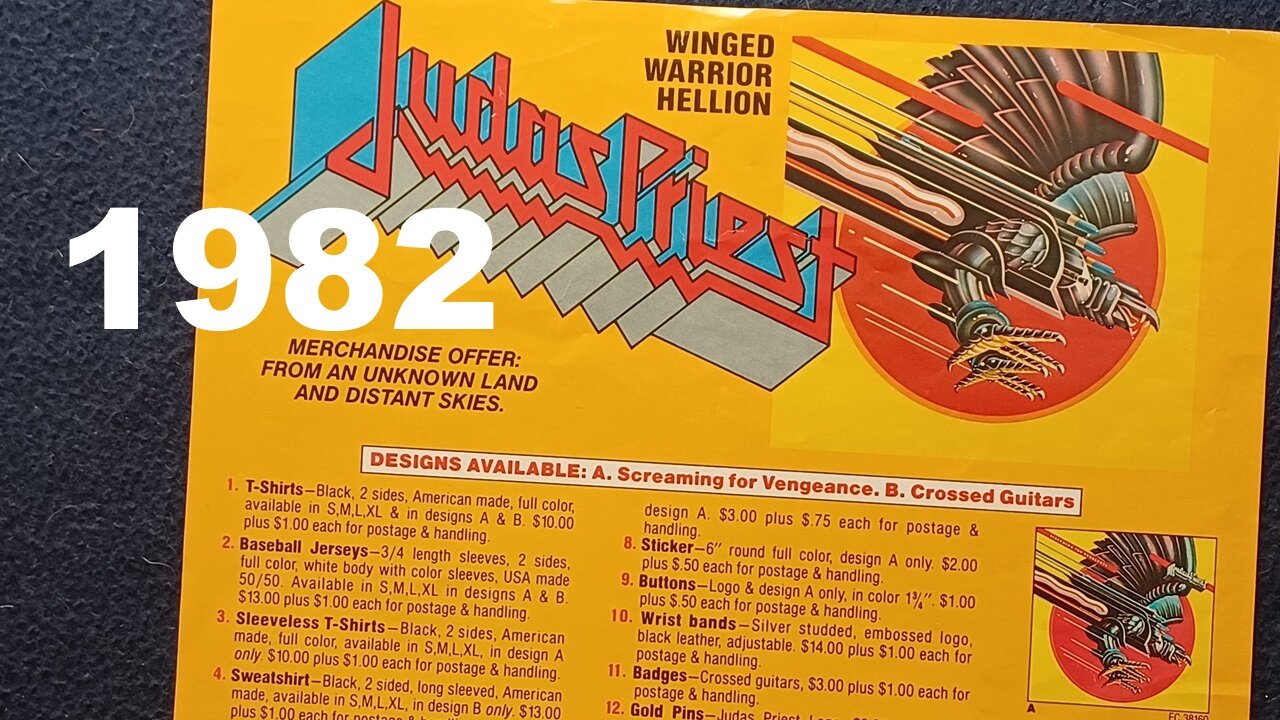 WINGED
WARRIOR
HELLION
Judas Priest
1982
MERCHANDISE OFFER:
FROM AN UNKNOWN LAND
AND DISTANT SKIES.
DESIGNS AVAILABLE: A. Screaming for Vengeance. B. Crossed Guitars
1. T-Shirts—Black, 2 sides, American made, full color,
available in S,M,L,XL & in designs A & B. $10.00
plus $1.00 each for postage & handling.
2. Baseball Jerseys—3/4 length sleeves, 2 sides,
full color, white body with color sleeves, USA made
50/50. Available in S,M,L,XL in designs A & B.
$13.00 plus $1.00 each for postage & handling.
3. Sleeveless T-Shirts—Black, 2 sides, American
made, full color, available in S,M,L,XL, in design A
only. $10.00 plus $1.00 each for postage & handling.
4. Sweatshirt—Black, 2 sided, long sleeved, American
made, available in S,M,L,XL, in design B only. $13.00
plus $1.00 each for postage &
design A. $3.00 plus $.75 each for postage &
handling.
8. Sticker—6″ round full color, design A only. $2.00
plus $.50 each for postage & handling.
9. Buttons—Logo & design A only, in color 1¾″. $1.00
plus $.50 each for postage & handling.
10. Wrist bands—Silver studded, embossed logo,
black leather, adjustable. $14.00 plus $1.00 each for
postage & handling.
11. Badges—Crossed guitars, $3.00 plus $1.00 each for
postage & handling.
12. Gold Pins—Judas Priest
A
FC 38160